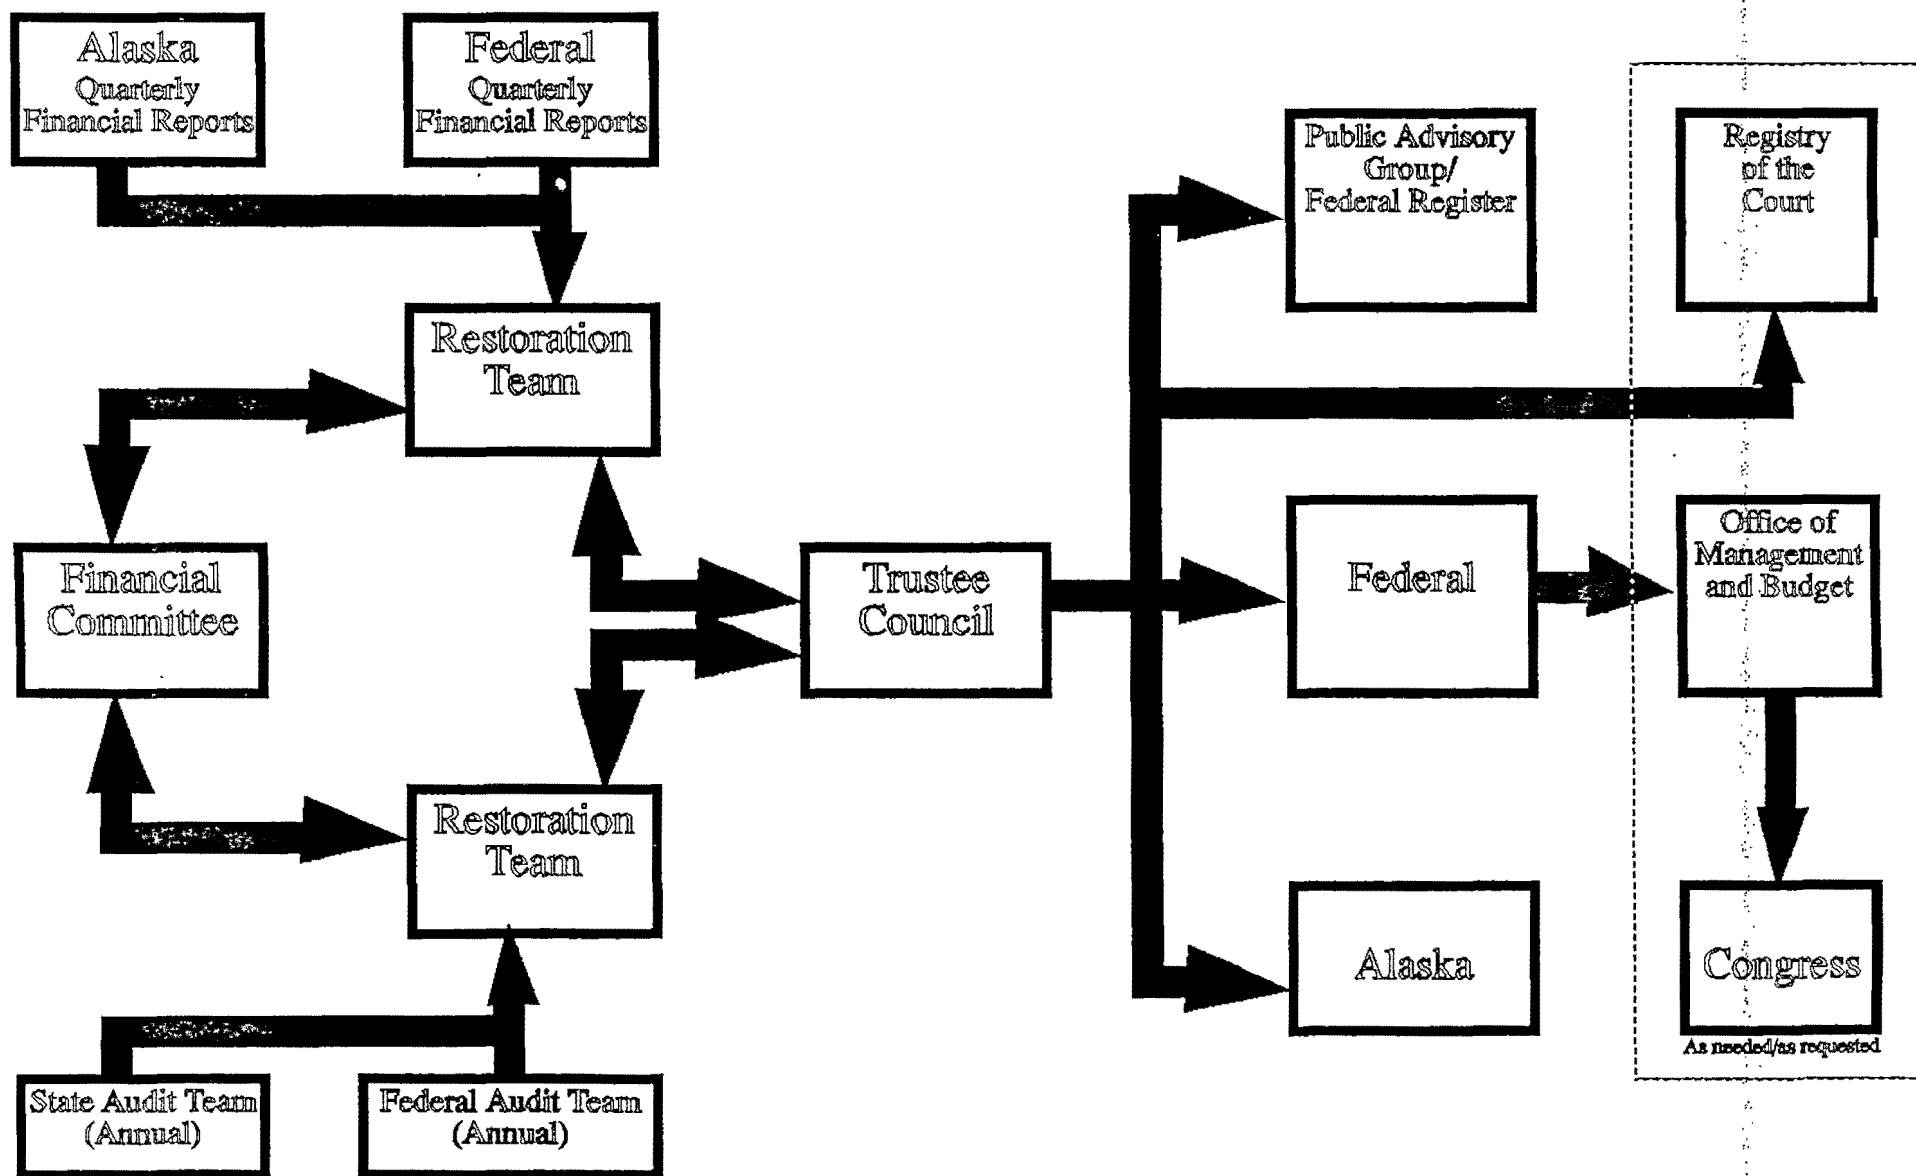 Alaska
Quarterly
Financial Reports
Federal
Quarterly
Financial Reports
Public Advisory
Group/
Federal Register
Registry
of the
Court
Restoration
Team
Financial
Committee
Trustee
Council
Federal
Office of
Management
and Budget
Restoration
Team
Alaska
Congress
As needed/as requested
State Audit Team
(Annual)
Federal Audit Team
(Annual)